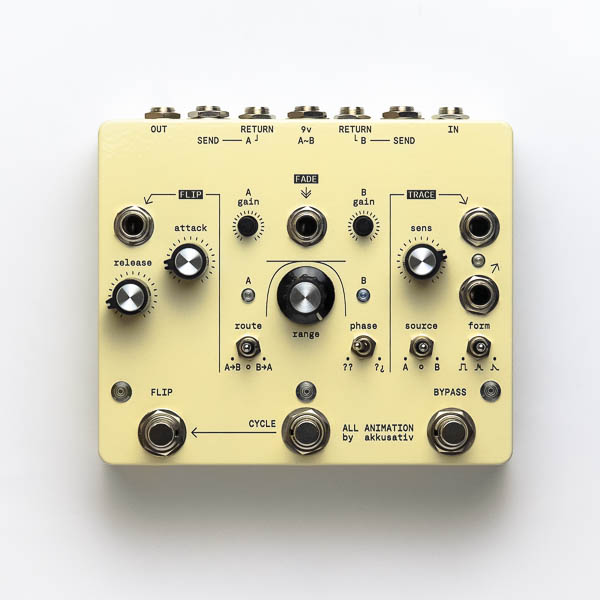 OUT
RETURN
9v
RETURN
IN
SEND
A
A~B
B
SEND
FLIP
A
gain
FADE
B
gain
TRACE
attack
sens
release
A
B
range
route
phase
source
form
A→B o B→A
??
?¿
A o B
FLIP
BYPASS
CYCLE
ALL ANIMATION
by akkusativ